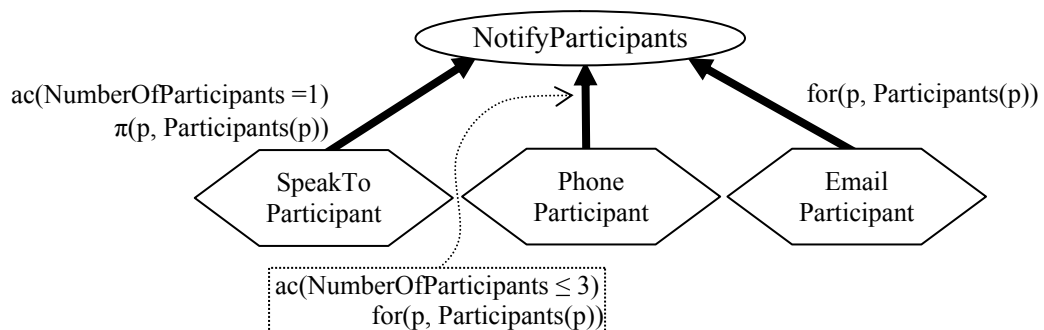 NotifyParticipants
ac(NumberOfParticipants =1)
π(p, Participants(p))
for(p, Participants(p))
SpeakTo
Participant
Phone
Participant
Email
Participant
ac(NumberOfParticipants ≤ 3)
for(p, Participants(p))